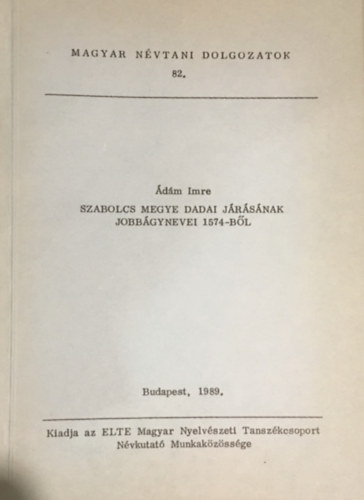 MAGYAR NÉVTANI DOLGOZATOK
82.
Ádám Imre
SZABOLCS MEGYE DADAI JÁRÁSÁNAK
JOBBÁGYNEVEI 1574-BŐL
Budapest, 1989.
Kiadja az ELTE Magyar Nyelvészeti Tanszékcsoport
Névkutató Munkaközössége